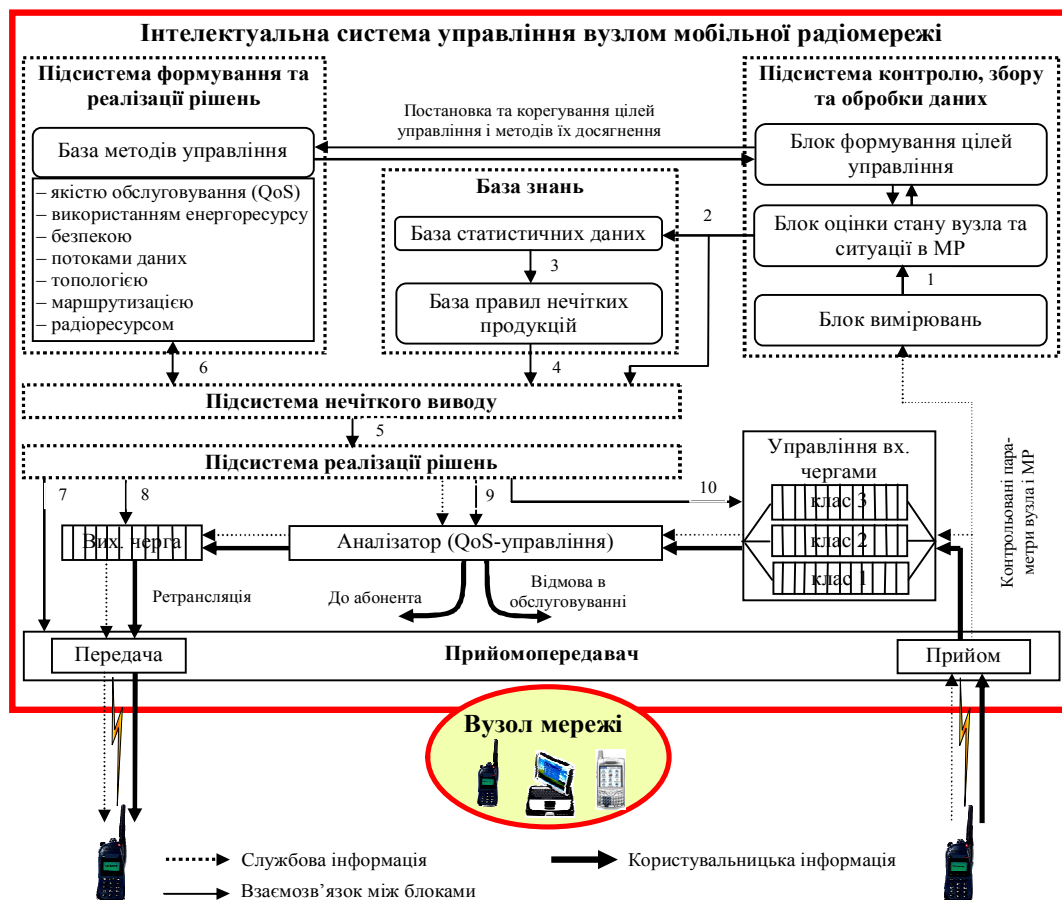 Інтелектуальна система управління вузлом мобільної радіомережі
Підсистема формування та
реалізації рішень
База методів управління
– якістю обслуговування (QoS)
– використанням енергоресурсу
– безпекою
– потоками даних
– топологією
– маршрутизацією
– радіоресурсом
Постановка та корегування цілей
управління і методів їх досягнення
Підсистема контролю, збору
та обробки даних
Блок формування цілей
управління
Блок оцінки стану вузла та
ситуації в МР
1
Блок вимірювань
База знань
2
База статистичних даних
3
База правил нечітких
продукцій
6
4
Підсистема нечіткого виводу
5
Підсистема реалізації рішень
7
8
9
10
Управління вх.
чергами
клас 3
клас 2
клас 1
Контрольовані пара-
метри вузла і МР
Вих. черга
Аналізатор (QoS-управління)
Ретрансляція
До абонента
Відмова в
обслуговуванні
Передача
Прийомопередавач
Прийом
Вузол мережі
Службова інформація
Користувальницька інформація
Взаємозв’язок між блоками